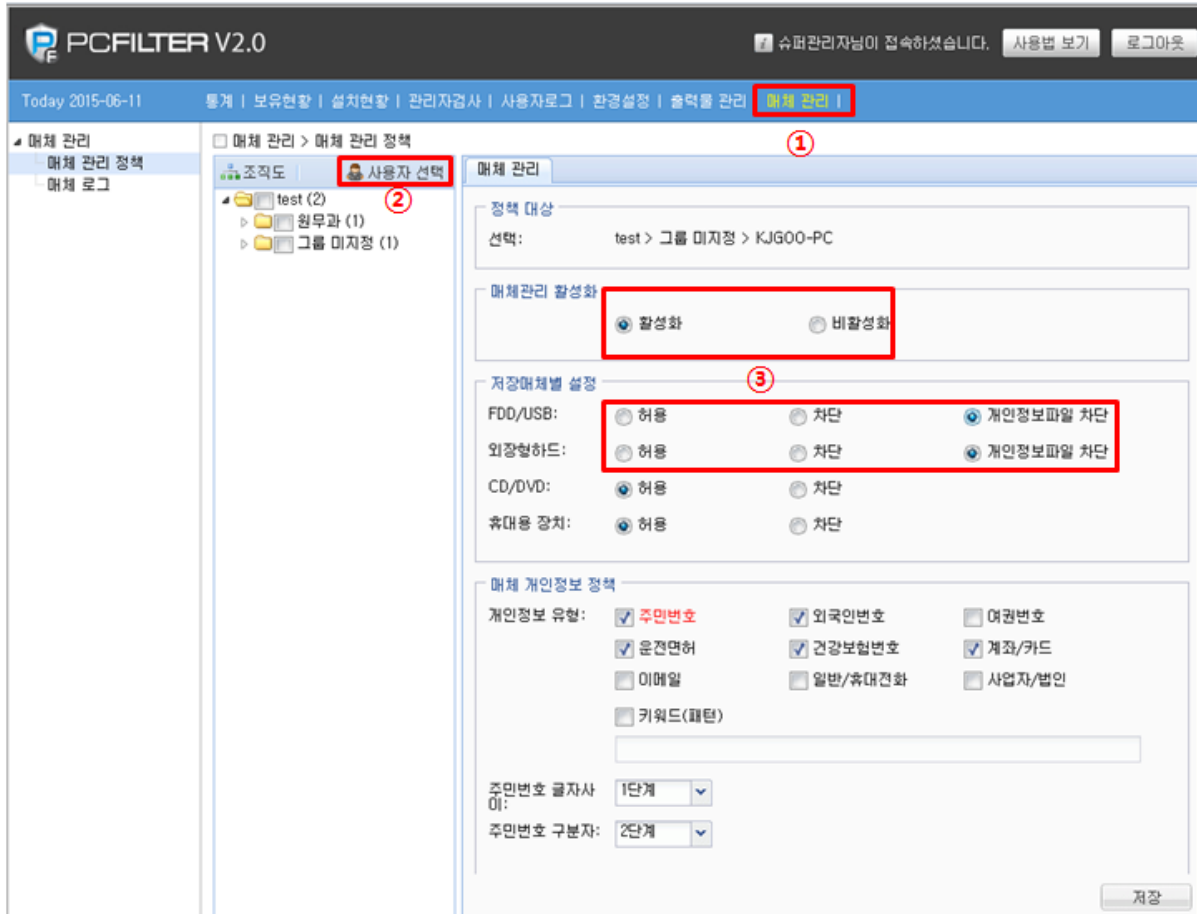 PCFILTER V2.0
슈퍼관리자님이 접속하셨습니다. 사용법 보기 로그아웃
Today 2015-06-11 통계 | 보유현황 | 설치현황 | 관리자검사 | 사용자로그 | 환경설정 | 출력물 관리 | 매체 관리 |
①
매체 관리
매체 관리 정책
매체 로그
매체 관리 > 매체 관리 정책
조직도 사용자 선택
②
test (2)
원무과 (1)
그룹 미지정 (1)
매체 관리
정책 대상
선택: test > 그룹 미지정 > KJGOO-PC
매체관리 활성화
활성화 비활성화
③
저장매체별 설정
FDD/USB: 허용 차단 개인정보파일 차단
외장형하드: 허용 차단 개인정보파일 차단
CD/DVD: 허용 차단
휴대용 장치: 허용 차단
매체 개인정보 정책
개인정보 유형: 주민번호 외국인번호 여권번호
운전면허 건강보험번호 계좌/카드
이메일 일반/휴대전화 사업자/법인
키워드(패턴)
주민번호 글자사
이: 1단계
주민번호 구분자: 2단계
저장